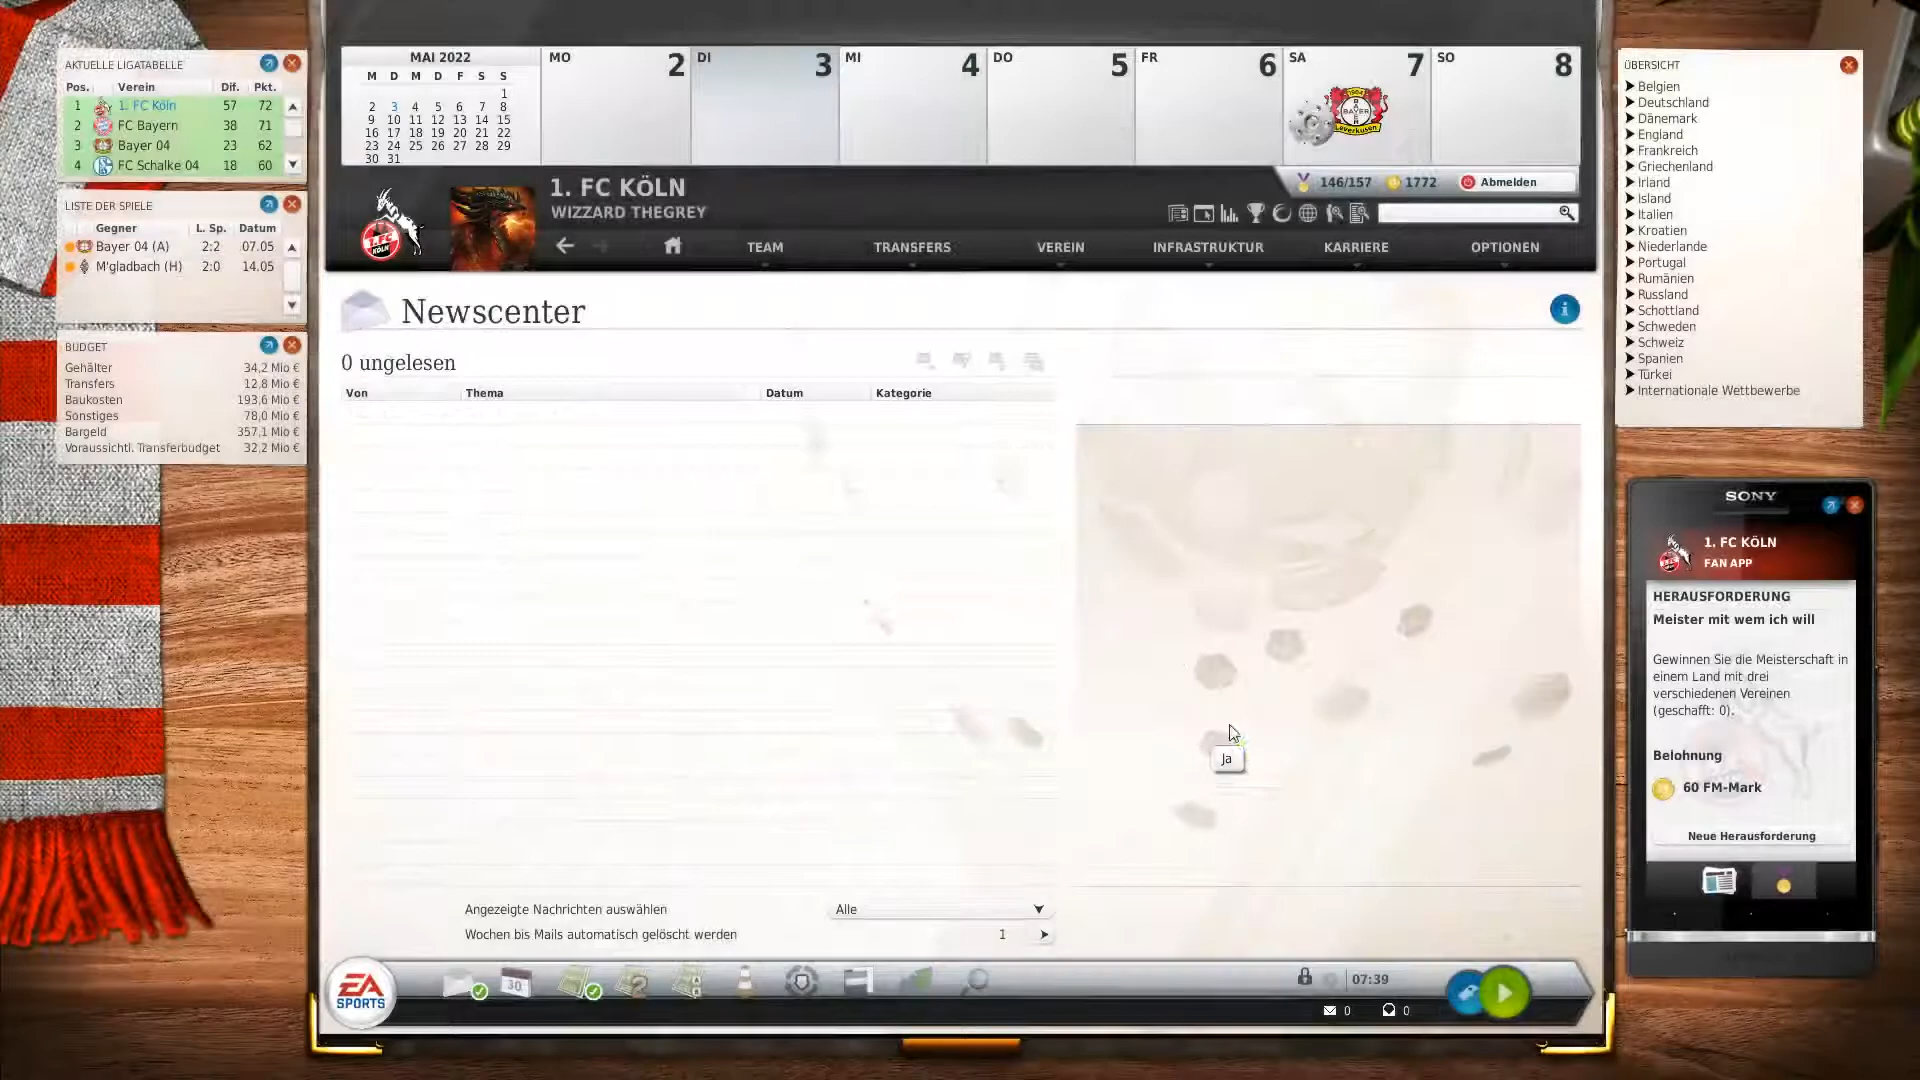 AKTUELLE LIGATABELLE
Pos. Verein Dif. Pkt.
1 1. FC Köln 57 72
2 FC Bayern 38 71
3 Bayer 04 23 62
4 FC Schalke 04 18 60
LISTE DER SPIELE
Gegner L. Sp. Datum
Bayer 04 (A) 2:2 07.05
M'gladbach (H) 2:0 14.05
BUDGET
Gehälter 34,2 Mio €
Transfers 12,8 Mio €
Baukosten 193,6 Mio €
Sonstiges 78,0 Mio €
Bargeld 357,1 Mio €
Voraussichtl. Transferbudget 32,2 Mio €
MAI 2022
M D M D F S S
1
2 3 4 5 6 7 8
9 10 11 12 13 14 15
16 17 18 19 20 21 22
23 24 25 26 27 28 29
30 31
MO 2 DI 3 MI 4 DO 5 FR 6 SA 7 SO 8
1904
BAYER
Leverkusen
1. FC KÖLN
WIZZARD THEGREY
1.FC
KÖLN
146/157 1772 Abmelden
TEAM TRANSFERS VEREIN INFRASTRUKTUR KARRIERE OPTIONEN
Newscenter
0 ungelesen
Von Thema Datum Kategorie
Ja
Angezeigte Nachrichten auswählen Alle
Wochen bis Mails automatisch gelöscht werden 1
EA
SPORTS
30
07:39
0 0
ÜBERSICHT
Belgien
Deutschland
Dänemark
England
Frankreich
Griechenland
Irland
Island
Italien
Kroatien
Niederlande
Portugal
Rumänien
Russland
Schottland
Schweden
Schweiz
Spanien
Türkei
Internationale Wettbewerbe
SONY
1. FC KÖLN
FAN APP
HERAUSFORDERUNG
Meister mit wem ich will
Gewinnen Sie die Meisterschaft in
einem Land mit drei
verschiedenen Vereinen
(geschafft: 0).
Belohnung
60 FM-Mark
Neue Herausforderung